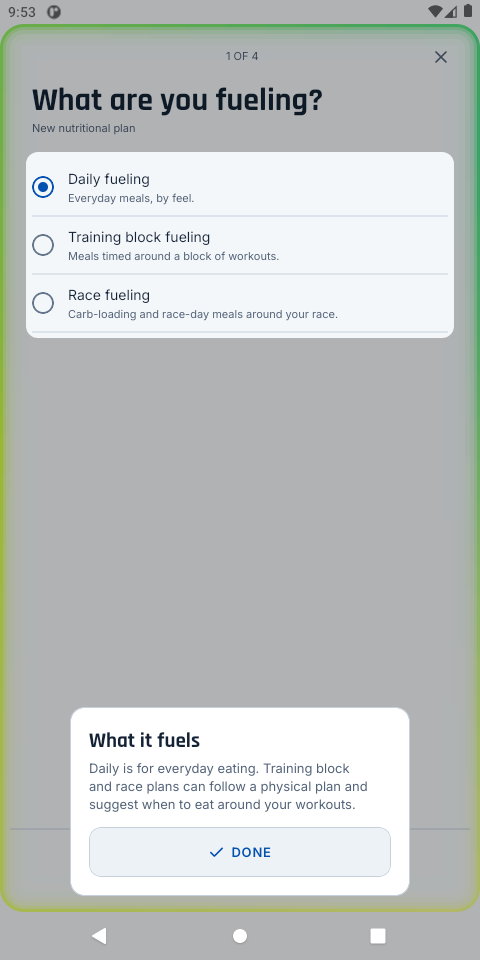 9:53
1 OF 4
What are you fueling?
New nutritional plan
Daily fueling
Everyday meals, by feel.
Training block fueling
Meals timed around a block of workouts.
Race fueling
Carb-loading and race-day meals around your race.
What it fuels
Daily is for everyday eating. Training block
and race plans can follow a physical plan and
suggest when to eat around your workouts.
DONE